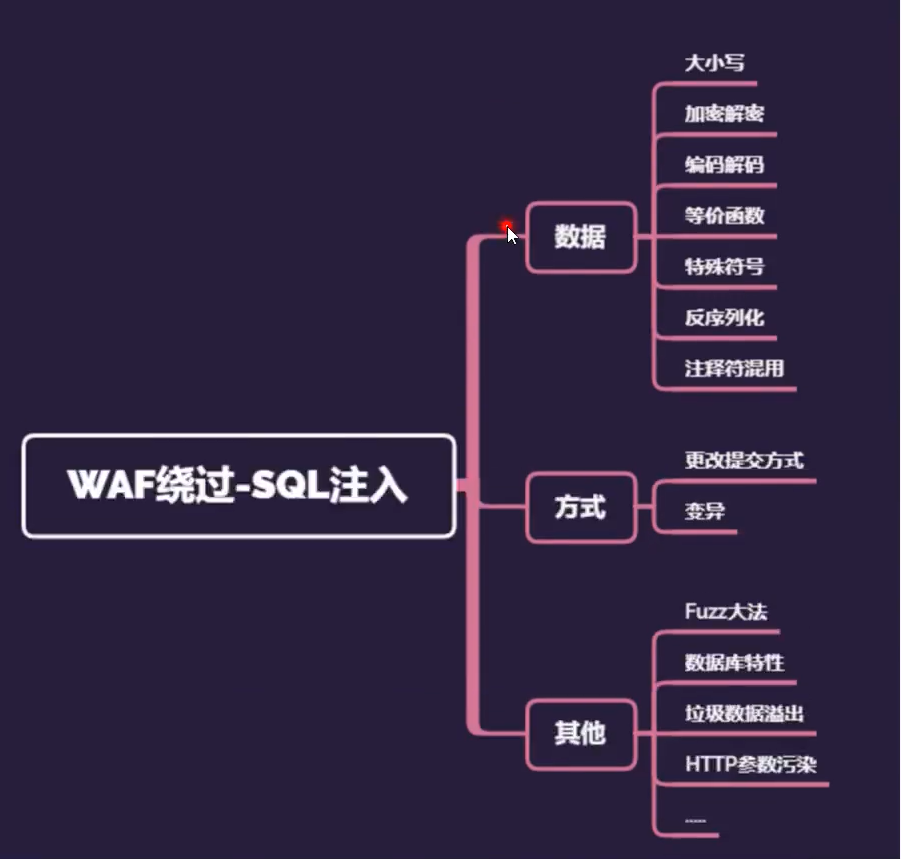 WAF绕过-SQL注入
数据
大小写
加密解密
编码解码
等价函数
特殊符号
反序列化
注释符混用
方式
更改提交方式
变异
其他
Fuzz大法
数据库特性
垃圾数据溢出
HTTP参数污染
.....